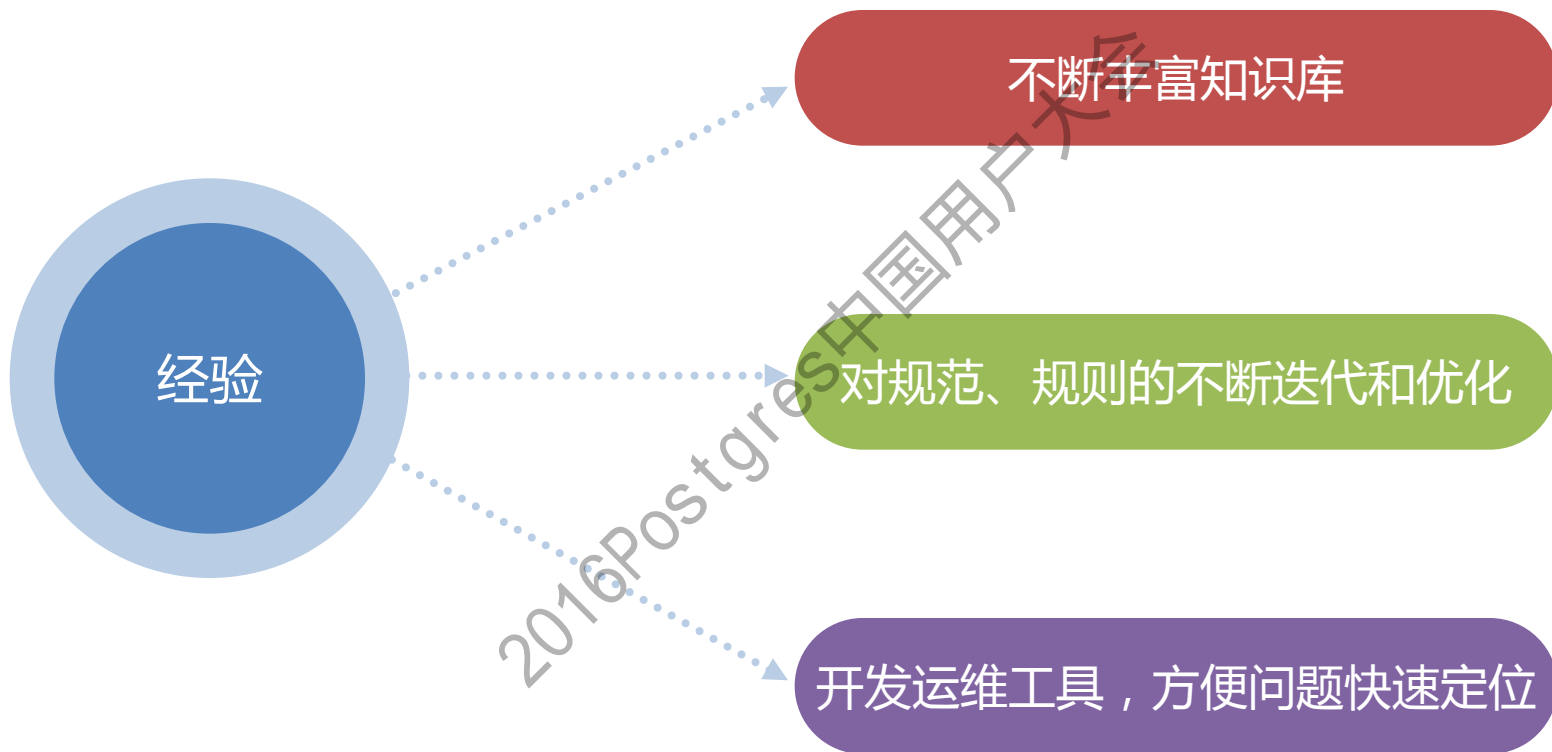 不断丰富知识库
经验
对规范、规则的不断迭代和优化
开发运维工具，方便问题快速定位
2016Postgres中国用户大会